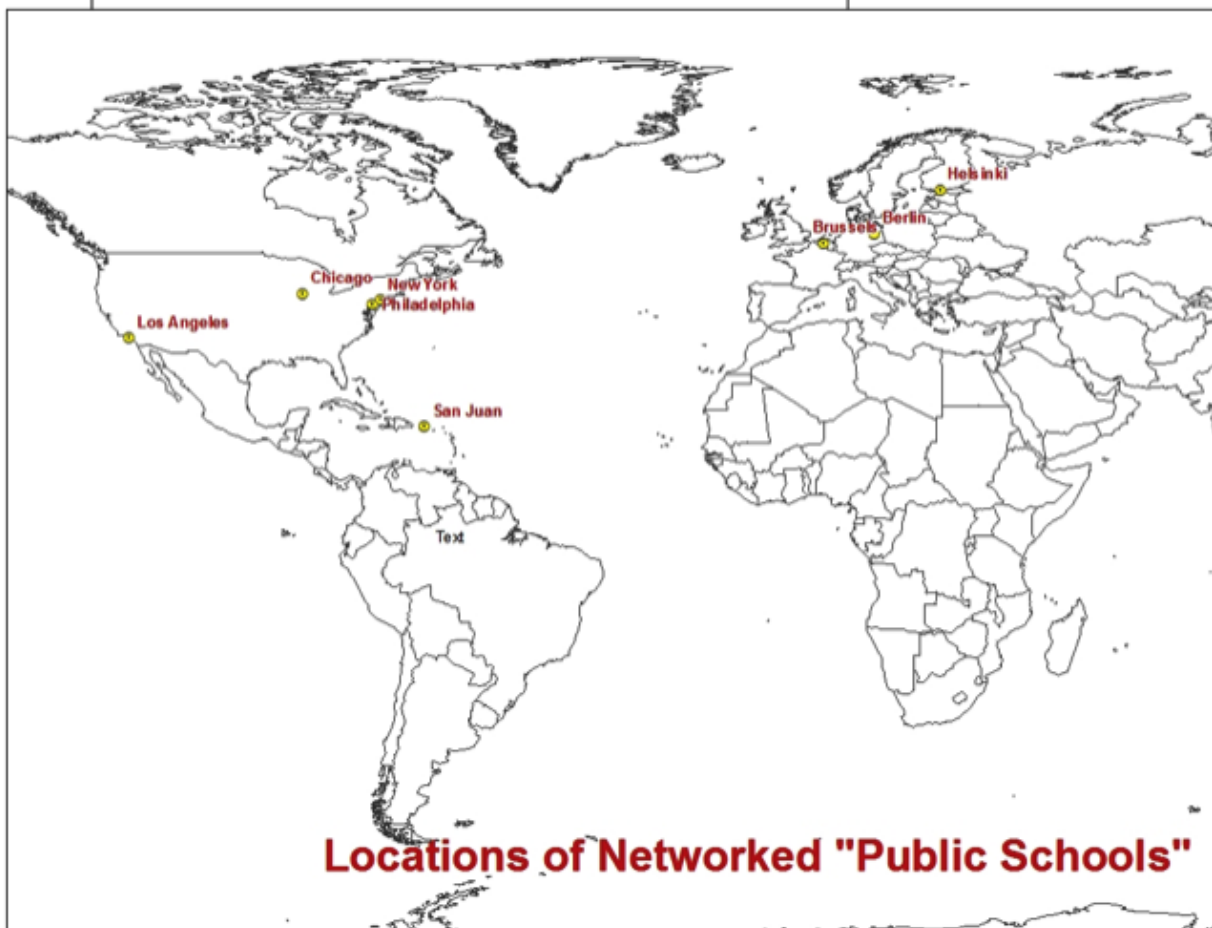 Helsinki
Berlin
Brussels
Chicago
New York
Philadelphia
Los Angeles
San Juan
Text
Locations of Networked "Public Schools"